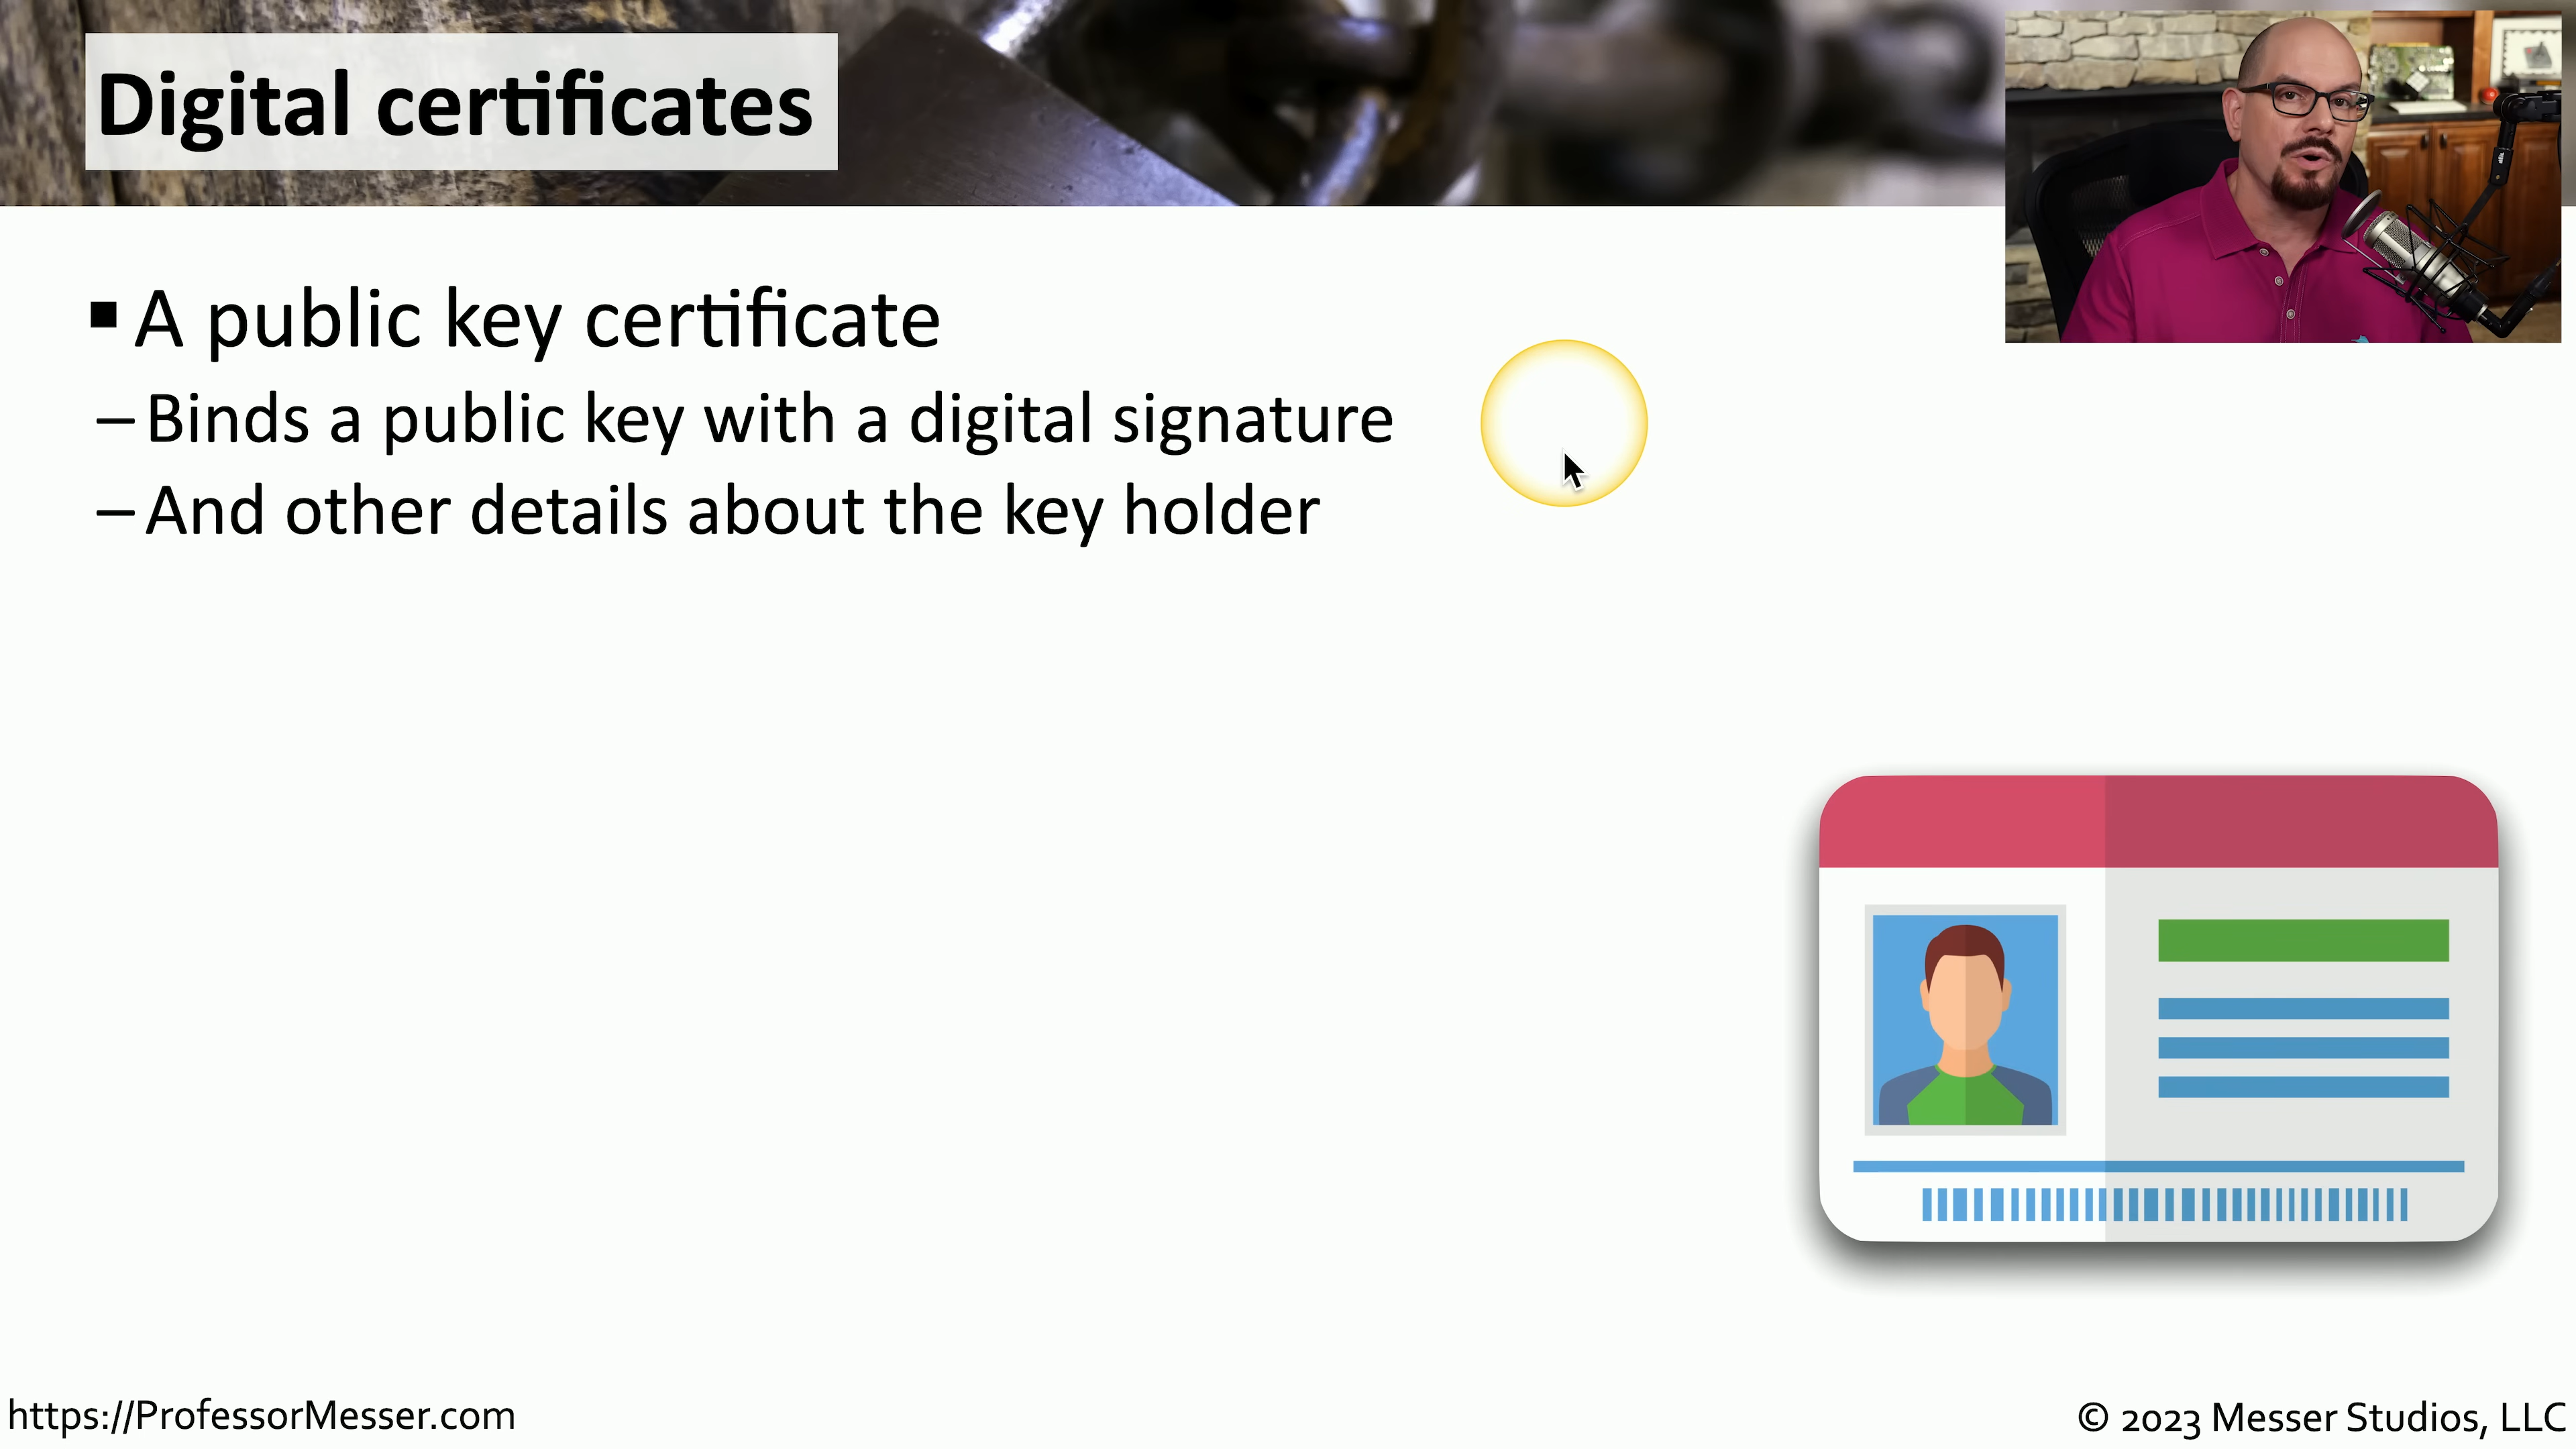 Digital certificates
▪ A public key certificate
– Binds a public key with a digital signature
– And other details about the key holder
https://ProfessorMesser.com
© 2023 Messer Studios, LLC